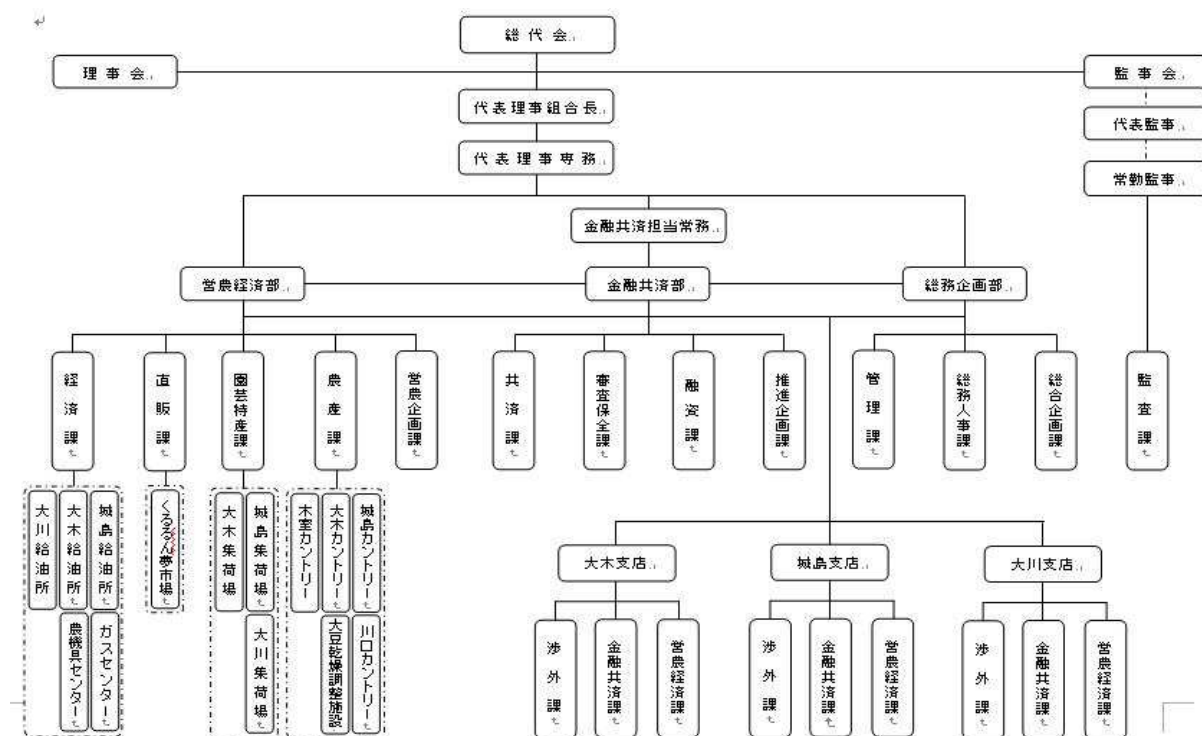 総代会
理事会
監事会
代表理事組合長
代表監事
代表理事専務
常勤監事
金融共済担当常務
営農経済部
金融共済部
総務企画部
経済課
直販課
園芸特産課
農産課
営農企画課
共済課
審査保全課
融資課
推進企画課
管理課
総務人事課
総合企画課
監査課
大川給油所
大木給油所
城島給油所
くるるん夢市場
大木集荷場
城島集荷場
木室カントリー
大木カントリー
城島カントリー
農機具センター
ガスセンター
大川集荷場
大豆乾燥調整施設
川口カントリー
大木支店
城島支店
大川支店
渉外課
金融共済課
営農経済課
渉外課
金融共済課
営農経済課
渉外課
金融共済課
営農経済課